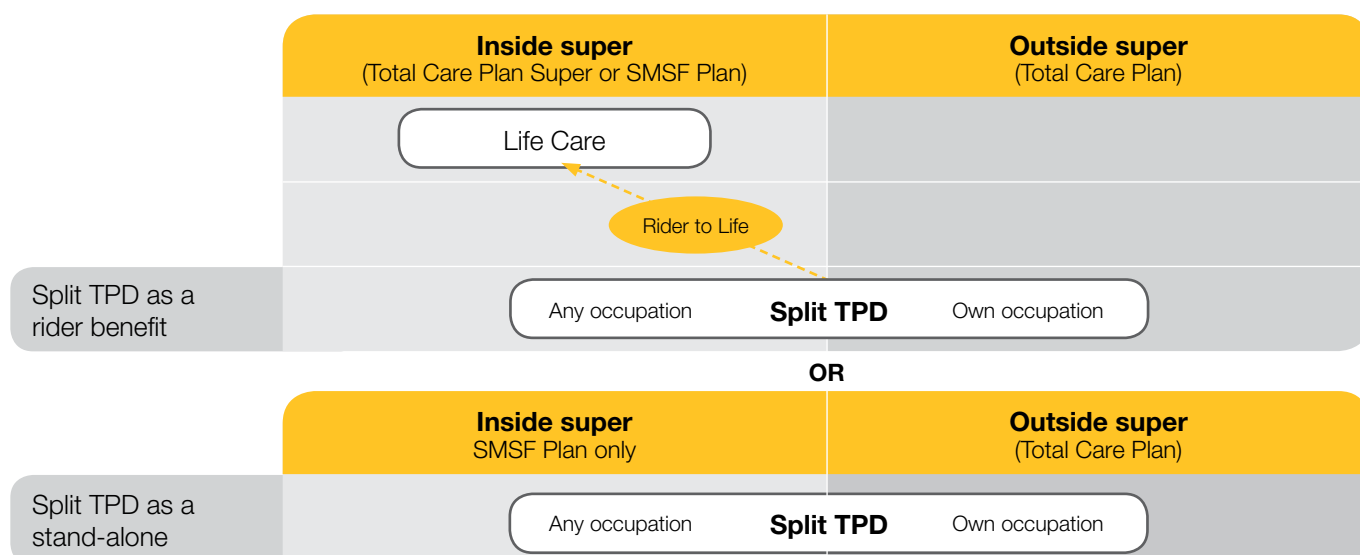 Inside super
(Total Care Plan Super or SMSF Plan)
Outside super
(Total Care Plan)
Life Care
Rider to Life
Split TPD as a
rider benefit
Any occupation Split TPD Own occupation
OR
Inside super
SMSF Plan only
Outside super
(Total Care Plan)
Split TPD as a
stand-alone
Any occupation Split TPD Own occupation